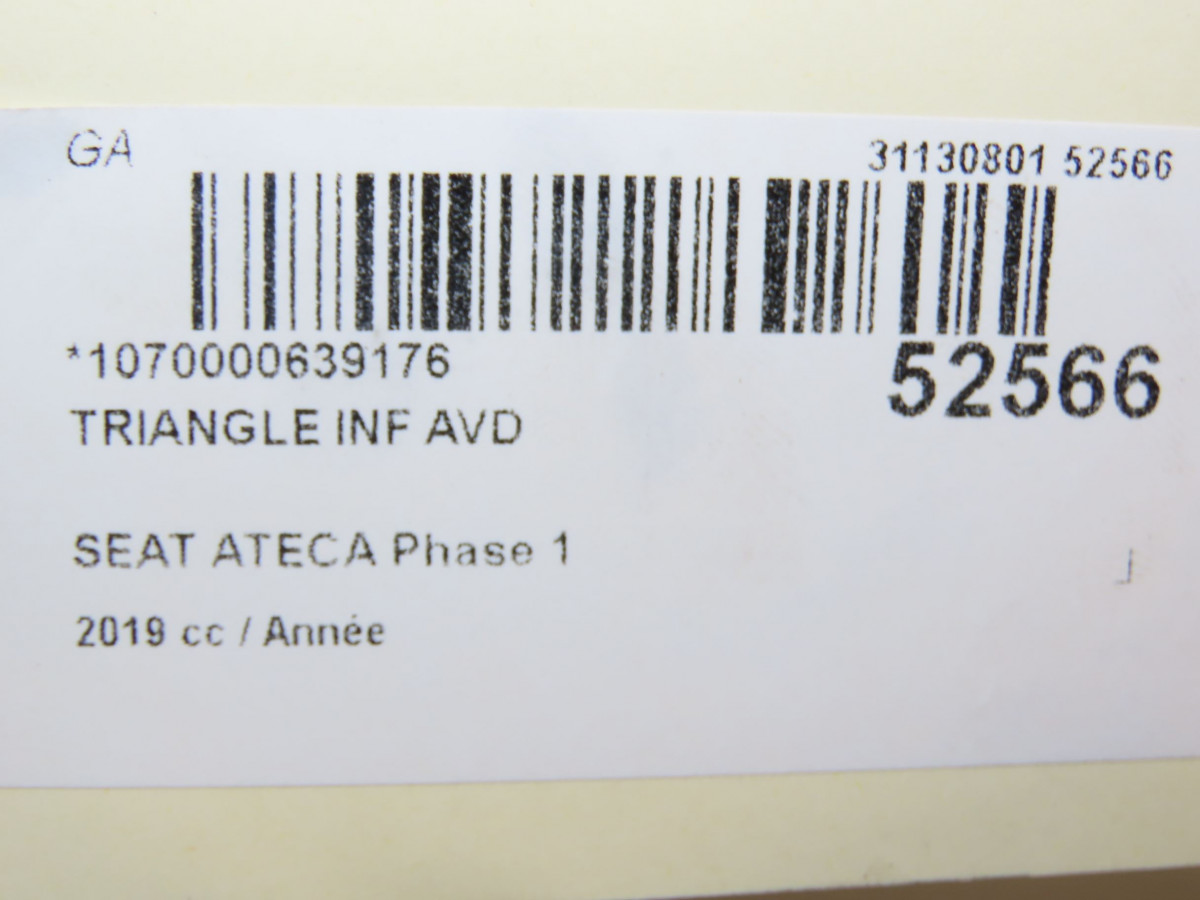 GA
31130801 52566
*1070000639176
52566
TRIANGLE INF AVD
SEAT ATECA Phase 1
2019 cc / Année